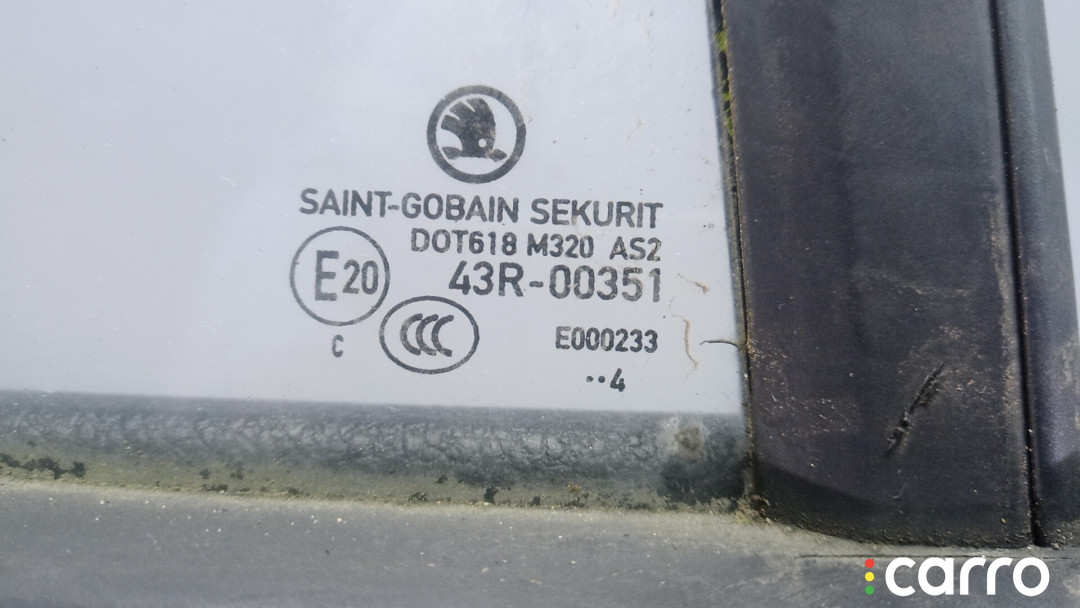 SAINT-GOBAIN SEKURIT
DOT618 M320 AS2
E20 43R-00351
CCC
C
E000233
··4
carro